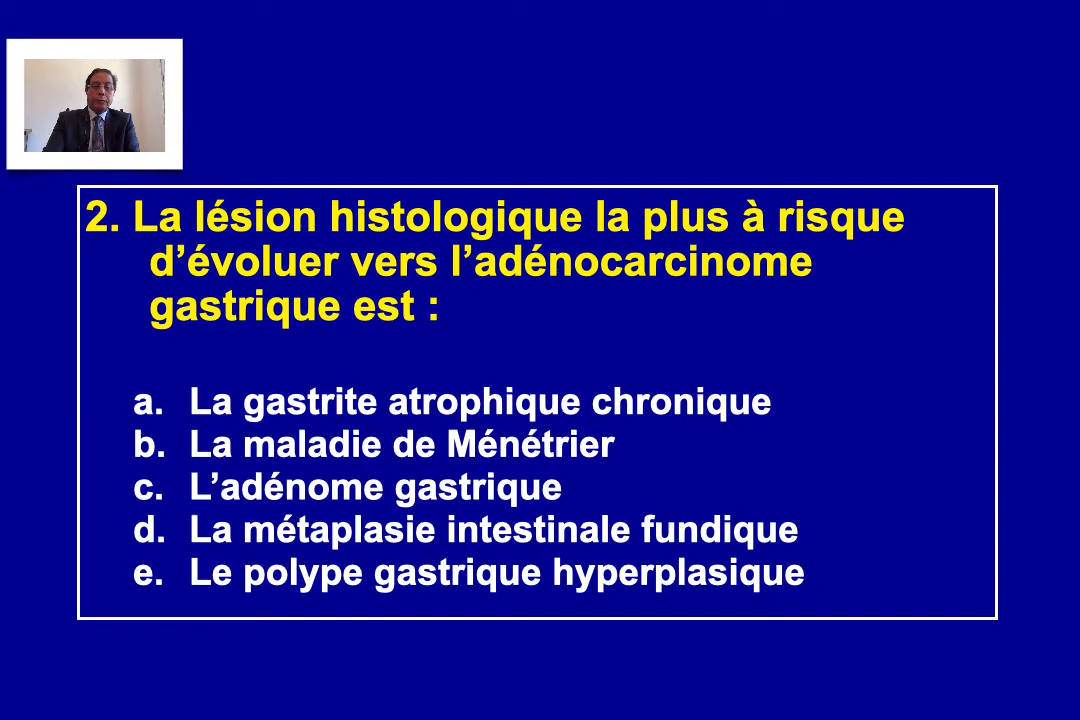 2. La lésion histologique la plus à risque
d’évoluer vers l’adénocarcinome
gastrique est :
a. La gastrite atrophique chronique
b. La maladie de Ménétrier
c. L’adénome gastrique
d. La métaplasie intestinale fundique
e. Le polype gastrique hyperplasique